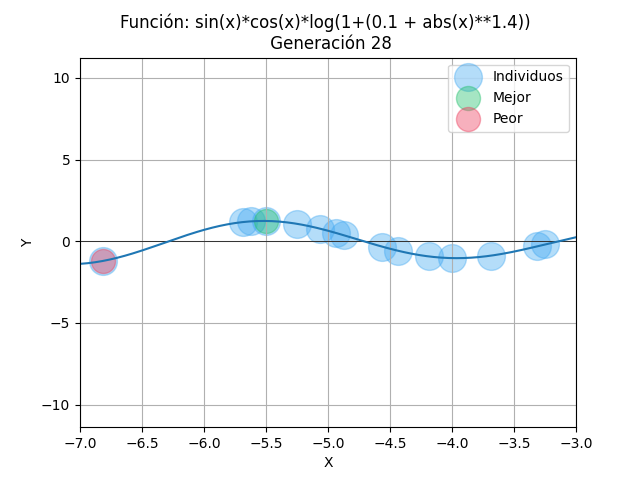 Función: sin(x)*cos(x)*log(1+(0.1 + abs(x)**1.4))
Generación 28
Individuos
Mejor
Peor
10
5
0
−5
−10
Y
−7.0 −6.5 −6.0 −5.5 −5.0 −4.5 −4.0 −3.5 −3.0
X